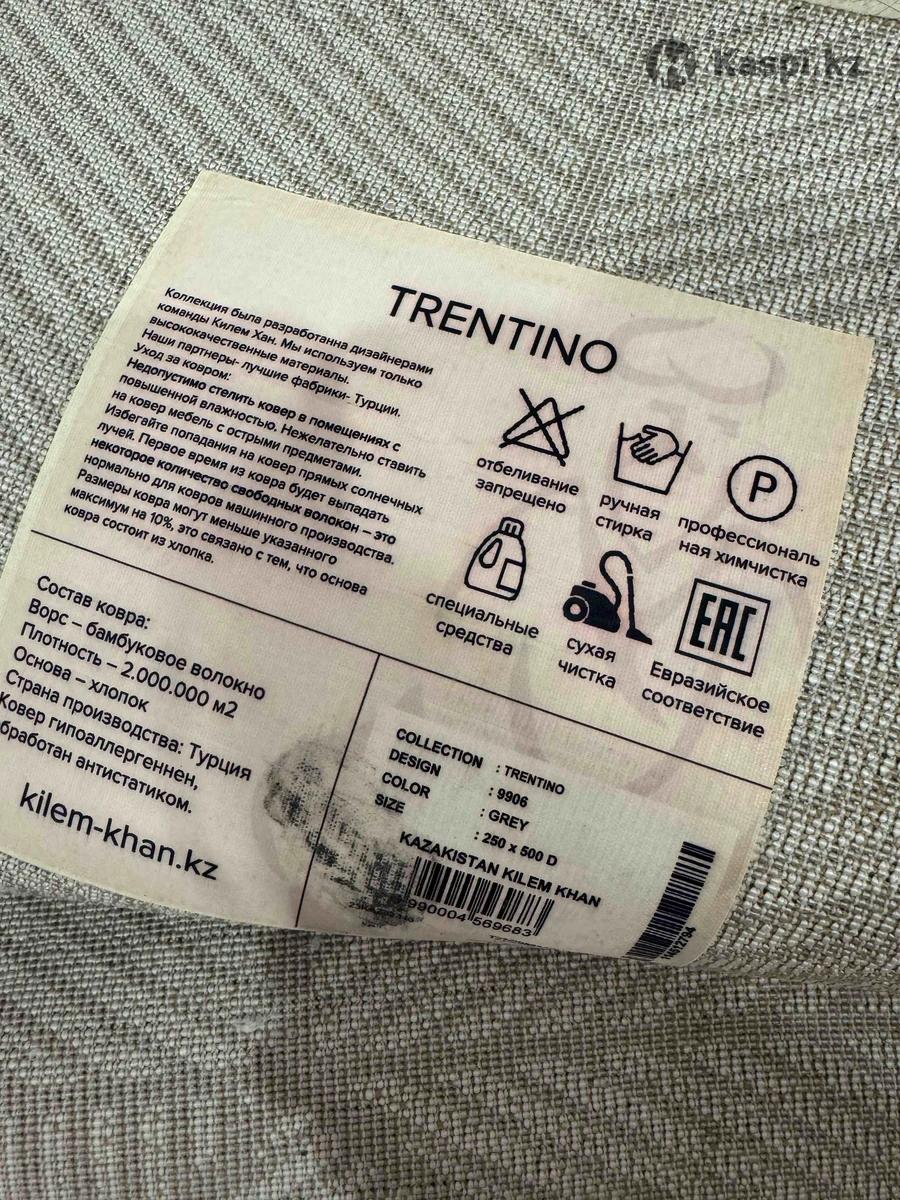 Kaspi.kz
TRENTINO
Коллекция была разработанна дизайнерами
команды Килем Хан. Мы используем только
высококачественные материалы.
Наши партнеры- лучшие фабрики- Турции.
Уход за ковром:
Недопустимо стелить ковер в помещениях с
повышенной влажностью. Нежелательно ставить
на ковер мебель с острыми предметами.
Избегайте попадания на ковер прямых солнечных
лучей. Первое время из ковра будет выпадать
некоторое количество свободных волокон – это
нормально для ковров машинного производства.
Размеры ковра могут меньше указанного
максимум на 10%, это связано с тем, что основа
ковра состоит из хлопка.
отбеливание
запрещено
ручная
стирка
P
профессиональ
ная химчистка
специальные
средства
сухая
чистка
EAC
Евразийское
соответствие
Состав ковра:
Ворс – бамбуковое волокно
Плотность – 2.000.000 м2
Основа – хлопок
Страна производства: Турция
Ковер гипоаллергеннен,
бработан антистатиком.
kilem-khan.kz
COLLECTION : TRENTINO
DESIGN : 9906
COLOR : GREY
SIZE : 250 x 500 D
KAZAKISTAN KILEM KHAN
990004 569683